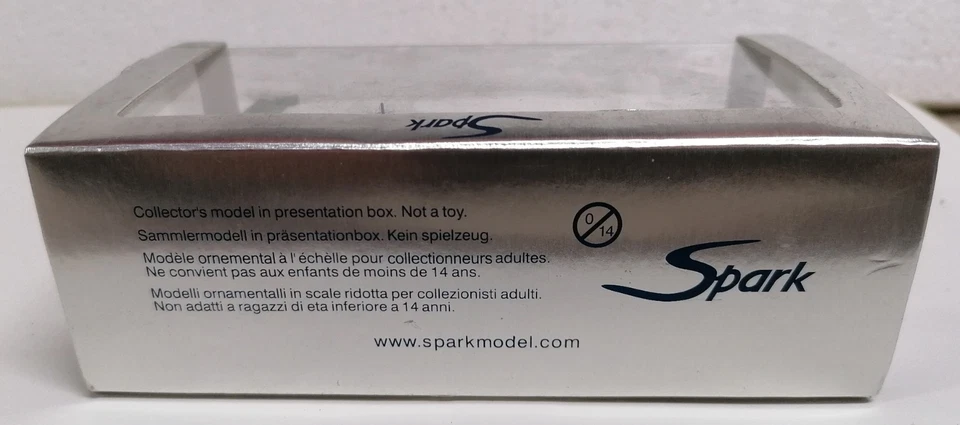 Spark
Collector's model in presentation box. Not a toy.
Sammlermodell in präsentationbox. Kein spielzeug.
Modèle ornemental à l'échèlle pour collectionneurs adultes.
Ne convient pas aux enfants de moins de 14 ans.
Modelli ornamentalli in scale ridotta per collezionisti adulti.
Non adatti a ragazzi di eta inferiore a 14 anni.
0/14
Spark
www.sparkmodel.com